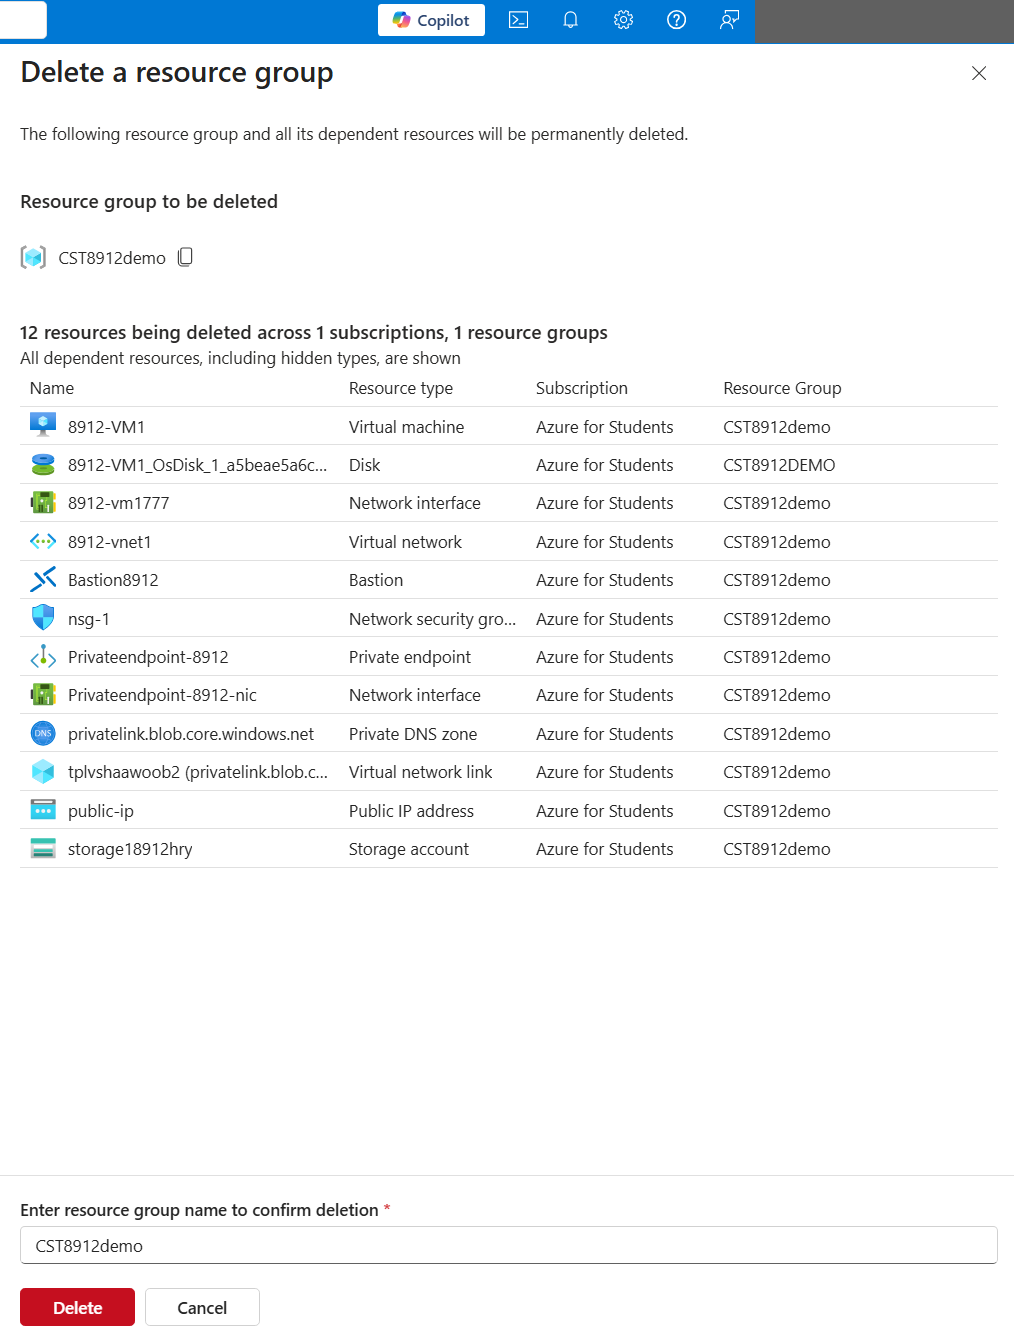 Copilot
Delete a resource group
The following resource group and all its dependent resources will be permanently deleted.
Resource group to be deleted
CST8912demo
12 resources being deleted across 1 subscriptions, 1 resource groups
All dependent resources, including hidden types, are shown
Name Resource type Subscription Resource Group
8912-VM1 Virtual machine Azure for Students CST8912demo
8912-VM1_OsDisk_1_a5beae5a6c... Disk Azure for Students CST8912DEMO
8912-vm1777 Network interface Azure for Students CST8912demo
8912-vnet1 Virtual network Azure for Students CST8912demo
Bastion8912 Bastion Azure for Students CST8912demo
nsg-1 Network security gro... Azure for Students CST8912demo
Privateendpoint-8912 Private endpoint Azure for Students CST8912demo
Privateendpoint-8912-nic Network interface Azure for Students CST8912demo
DNS privatelink.blob.core.windows.net Private DNS zone Azure for Students CST8912demo
tplvshaawoob2 (privatelink.blob.c... Virtual network link Azure for Students CST8912demo
public-ip Public IP address Azure for Students CST8912demo
storage18912hry Storage account Azure for Students CST8912demo
Enter resource group name to confirm deletion *
CST8912demo
Delete Cancel